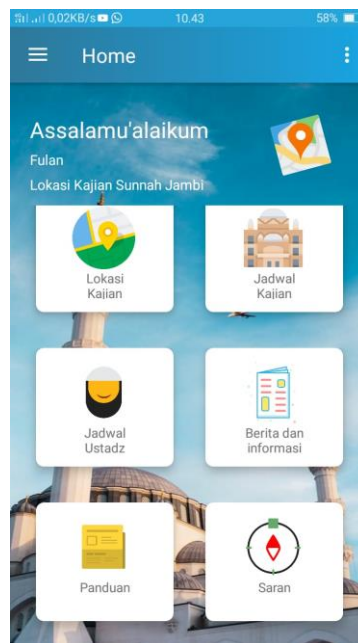 0,02KB/s 10.43 58%
Home
Assalamu'alaikum
Fulan
Lokasi Kajian Sunnah Jambi
Lokasi
Kajian
Jadwal
Kajian
Jadwal
Ustadz
Berita dan
informasi
Panduan
Saran